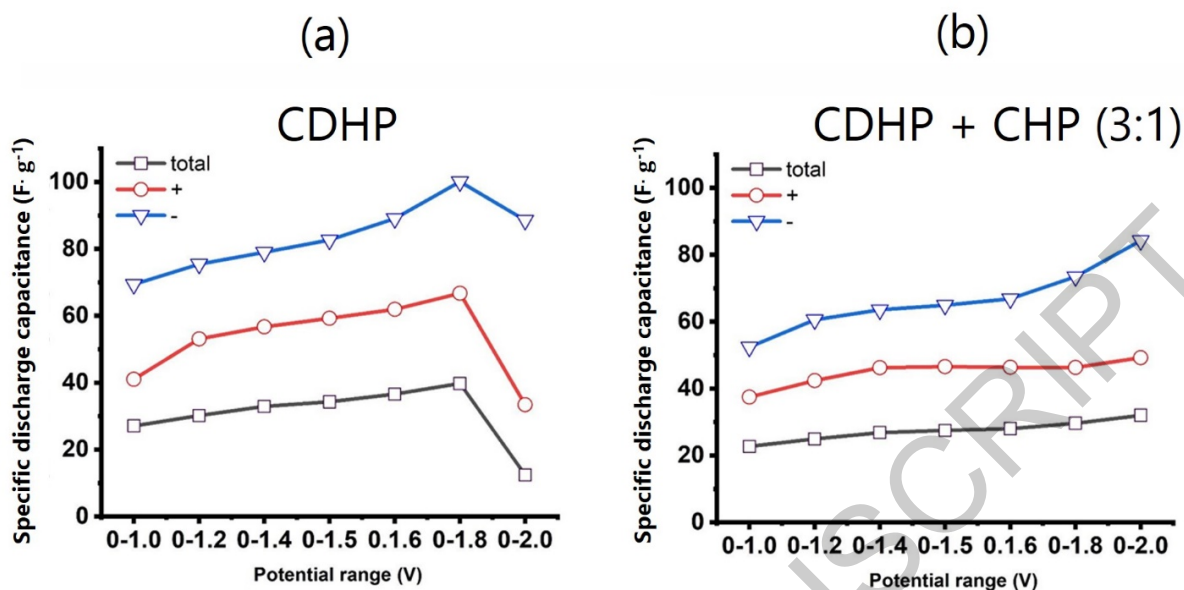 (a)
CDHP
Specific discharge capacitance (F· g⁻¹)
total
+
-
100
80
60
40
20
0
0-1.0 0-1.2 0-1.4 0-1.5 0.1.6 0-1.8 0-2.0
Potential range (V)
(b)
CDHP + CHP (3:1)
Specific discharge capacitance (F· g⁻¹)
total
+
-
100
80
60
40
20
0
0-1.0 0-1.2 0-1.4 0-1.5 0.1.6 0-1.8 0-2.0
Potential range (V)
SCRIPT